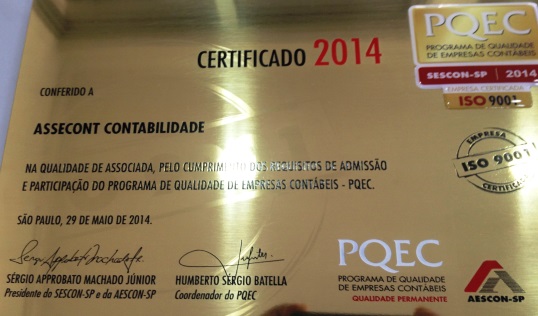 CERTIFICADO 2014
PQEC
PROGRAMA DE QUALIDADE
DE EMPRESAS CONTÁBEIS
SESCON-SP 2014
EMPRESA CERTIFICADA
ISO 9001
CONFERIDO A
ASSECONT CONTABILIDADE
EMPRESA
ISO 9001
CERTIFICADA
NA QUALIDADE DE ASSOCIADA, PELO CUMPRIMENTO DOS REQUISITOS DE ADMISSÃO
E PARTICIPAÇÃO DO PROGRAMA DE QUALIDADE DE EMPRESAS CONTÁBEIS - PQEC.
SÃO PAULO, 29 DE MAIO DE 2014.
SÉRGIO APPROBATO MACHADO JÚNIOR
Presidente da SESCON-SP e da AESCON-SP
HUMBERTO SÉRGIO BATELLA
Coordenador do PQEC
PQEC
PROGRAMA DE QUALIDADE
DE EMPRESAS CONTÁBEIS
QUALIDADE PERMANENTE
AESCON-SP